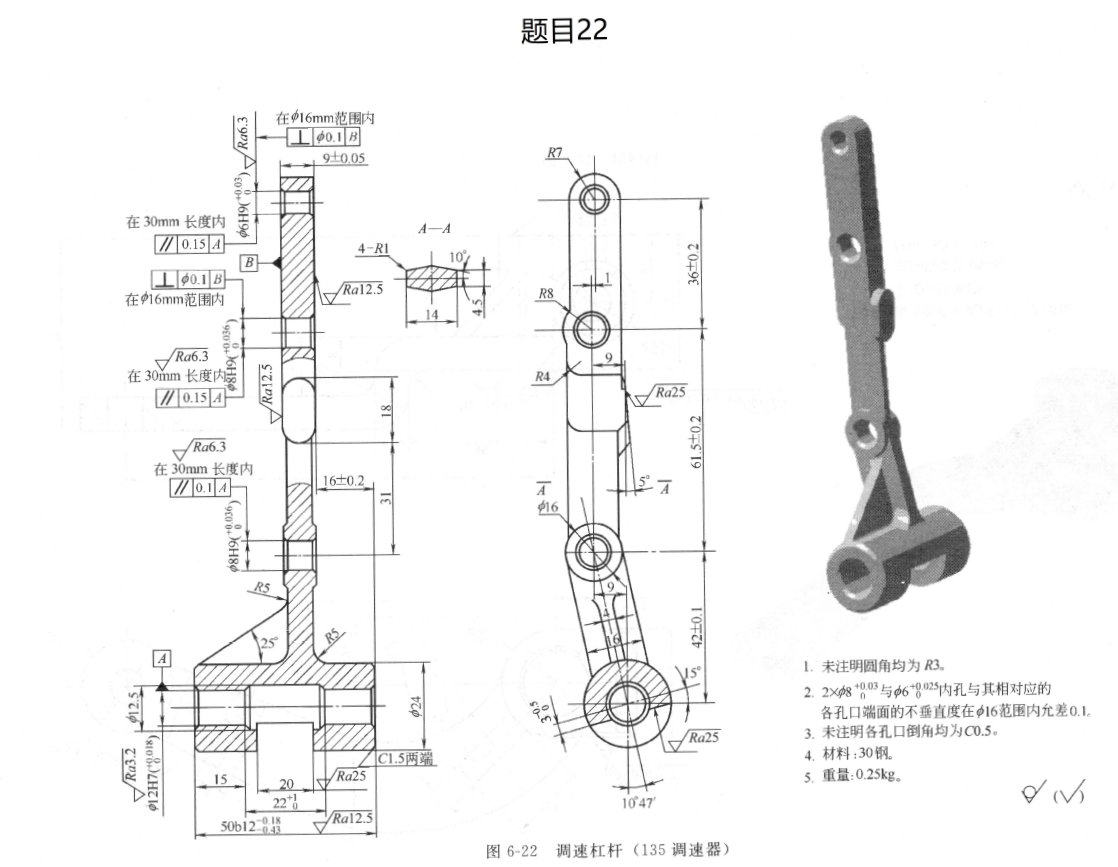 题目22
在φ16mm范围内
⊥ φ0.1 B
Ra6.3
9±0.05
φ6H9(+0.03 0)
在 30mm 长度内
// 0.15 A
B
⊥ φ0.1 B
在φ16mm范围内
Ra12.5
Ra6.3
φ8H9(+0.036 0)
在 30mm 长度内
// 0.15 A
Ra12.5
18
Ra6.3
在 30mm 长度内
// 0.1 A
16±0.2
31
φ8H9(+0.036 0)
R5
25°
R5
A
φ12.5
φ24
Ra3.2
φ12H7(+0.018 0)
C1.5两端
15
20
Ra25
22+1 0
50b12 -0.18 -0.43
Ra12.5
A—A
4-R1
10°
14
4.5
R7
1
36±0.2
R8
9
R4
Ra25
61.5±0.2
5°
A
A
φ16
9
4
16
42±0.1
15°
3-0.5 0
Ra25
10°47′
1. 未注明圆角均为 R3。
2. 2×φ8 +0.03 0 与φ6 +0.025 0 内孔与其相对应的
各孔口端面的不垂直度在φ16范围内允差0.1。
3. 未注明各孔口倒角均为C0.5。
4. 材料:30钢。
5. 重量:0.25kg。
(√)
图 6-22 调速杠杆（135 调速器）